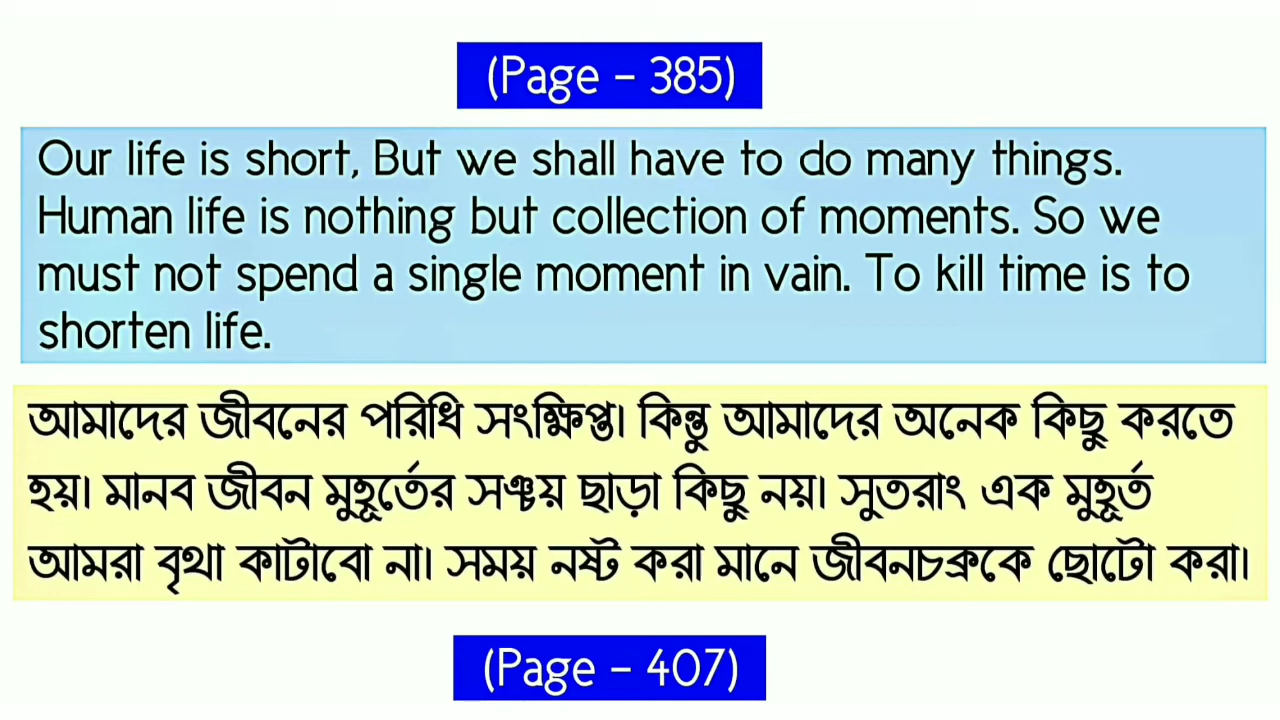 (Page – 385)
Our life is short, But we shall have to do many things.
Human life is nothing but collection of moments. So we
must not spend a single moment in vain. To kill time is to
shorten life.
আমাদের জীবনের পরিধি সংক্ষিপ্ত। কিন্তু আমাদের অনেক কিছু করতে
হয়। মানব জীবন মুহূর্তের সঞ্চয় ছাড়া কিছু নয়। সুতরাং এক মুহূর্ত
আমরা বৃথা কাটাবো না। সময় নষ্ট করা মানে জীবনচক্রকে ছোটো করা।
(Page – 407)